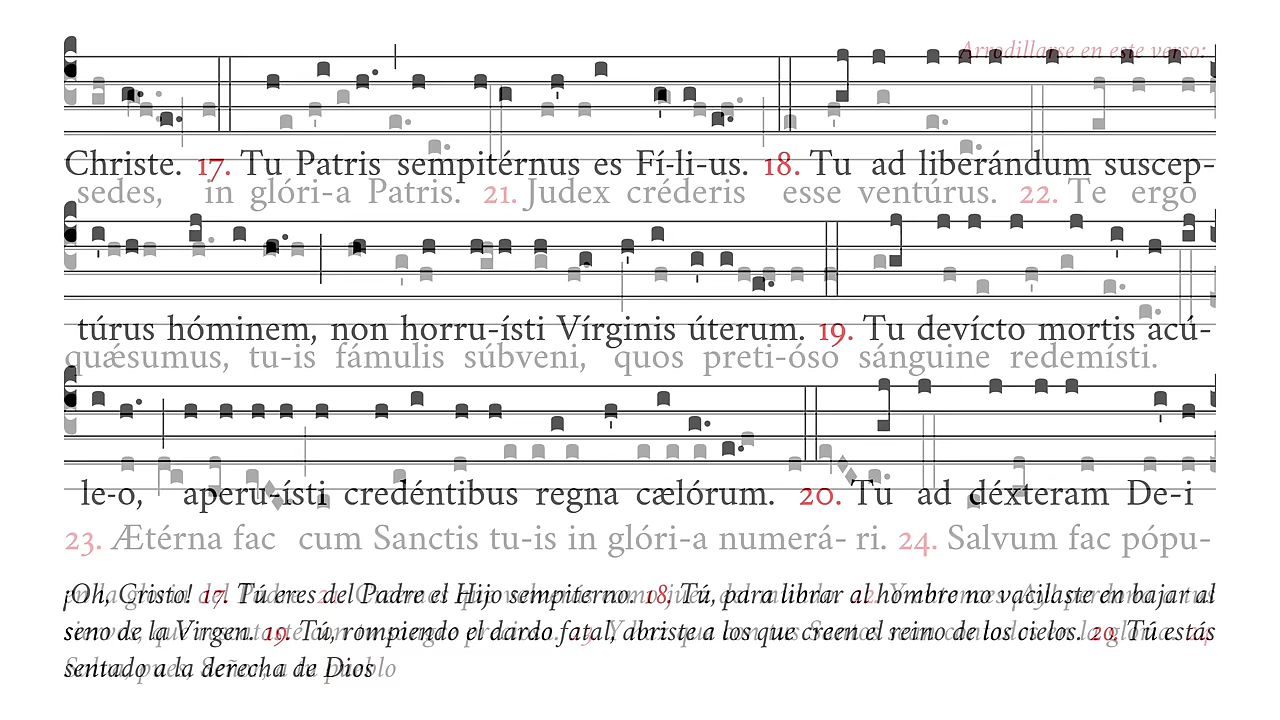 Arrodillarse en este verso:
Christe. 17. Tu Patris sempitérnus es Fí-li-us. 18. Tu ad liberándum suscep-
sedes, in glóri-a Patris. 21. Judex créderis esse ventúrus. 22. Te ergo
túrus hóminem, non horru-ísti Vírginis úterum. 19. Tu devícto mortis acú-
quǽsumus, tu-is fámulis súbveni, quos preti-óso sánguine redemísti.
le-o, aperu-ísti credéntibus regna cælórum. 20. Tu ad déxteram De-i
23. Ætérna fac cum Sanctis tu-is in glóri-a numerá- ri. 24. Salvum fac pópu-
¡Oh, Cristo! 17. Tú eres del Padre el Hijo sempiterno. 18, Tú, para librar al hombre no vacilaste en bajar al
seno de la Virgen. 19. Tú, rompiendo el dardo fatal, abriste a los que creen el reino de los cielos. 20. Tú estás
sentado a la derecha de Dios